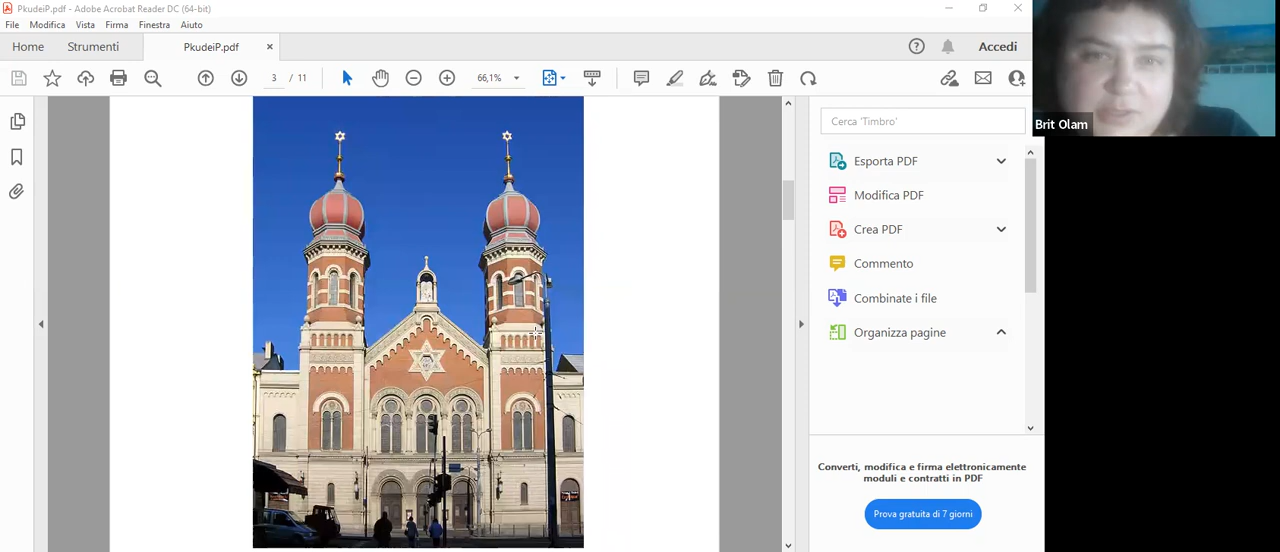 PkudeiP.pdf - Adobe Acrobat Reader DC (64-bit)
File Modifica Vista Firma Finestra Aiuto
Home Strumenti PkudeiP.pdf Accedi
3 / 11 66,1%
Brit Olam
Cerca 'Timbro'
Esporta PDF
Modifica PDF
Crea PDF
Commento
Combinate i file
Organizza pagine
Converti, modifica e firma elettronicamente
moduli e contratti in PDF
Prova gratuita di 7 giorni